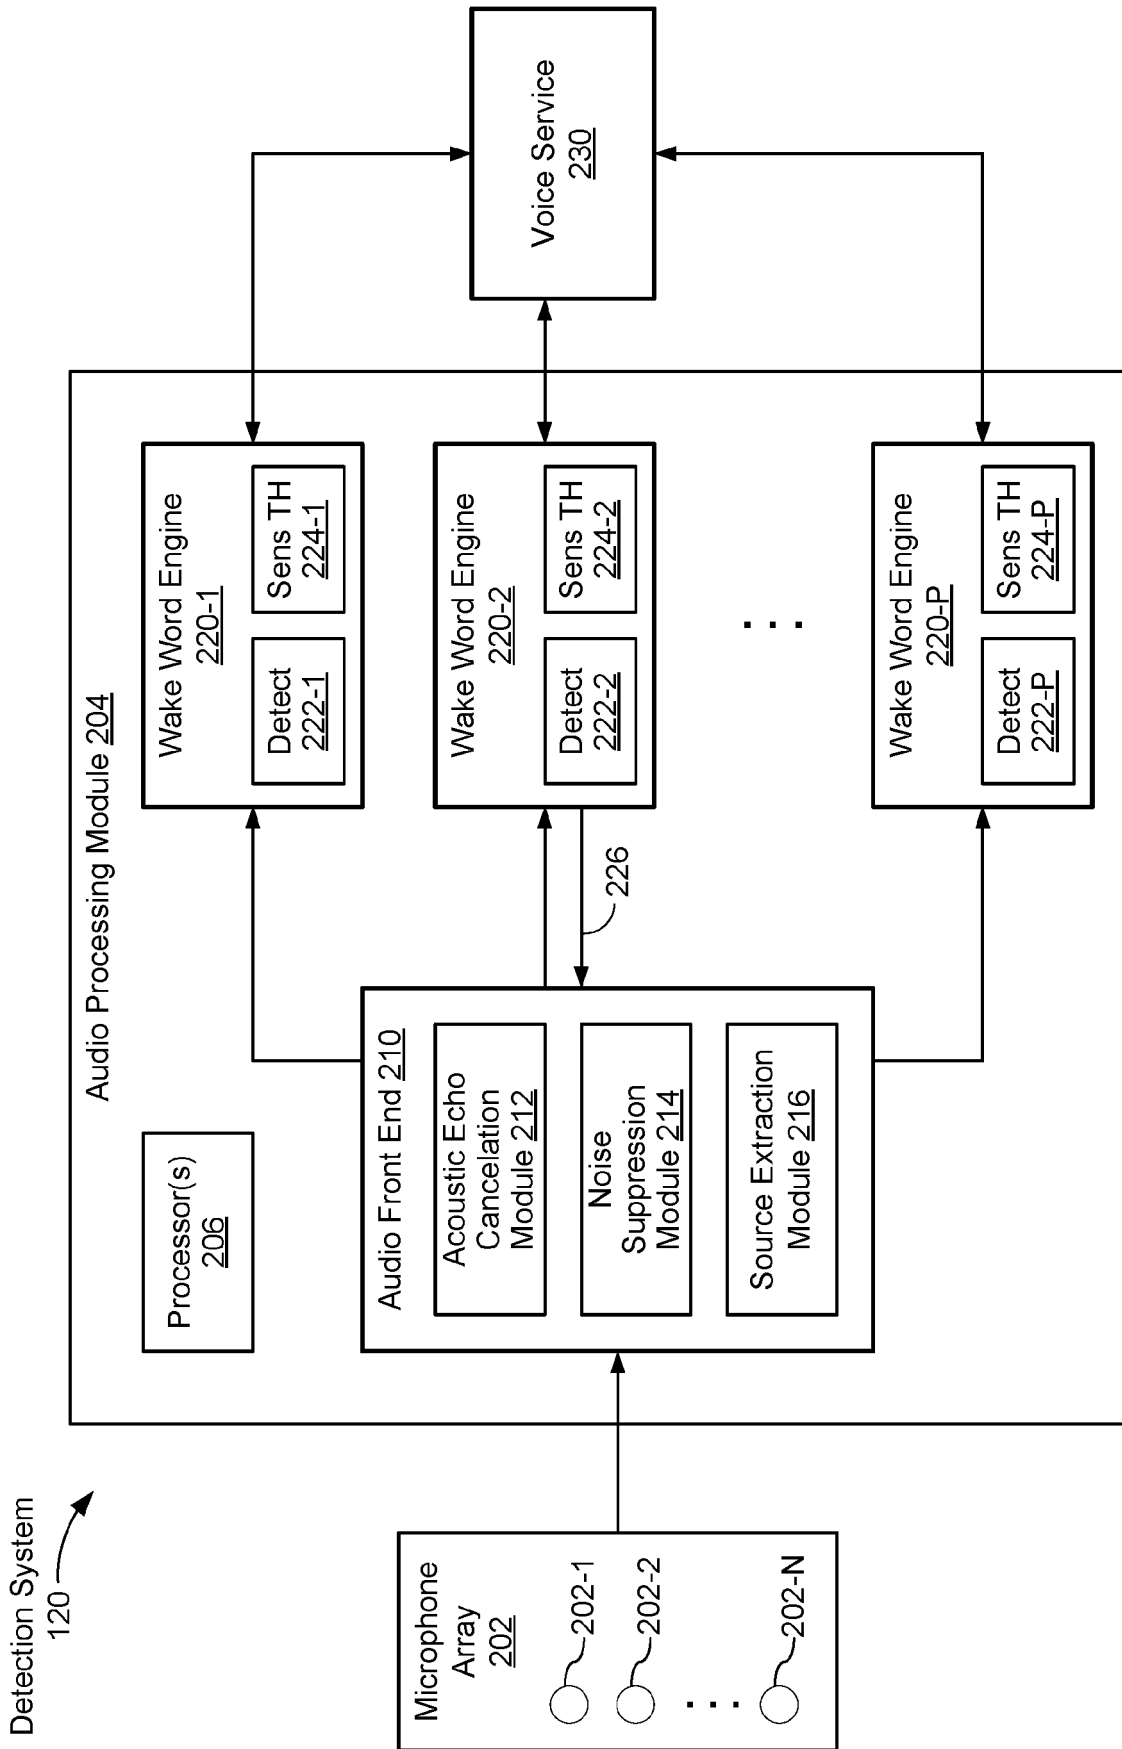 Detection System
120
Microphone
Array
202
202-1
202-2
. . .
202-N
Audio Processing Module 204
Processor(s)
206
Audio Front End 210
Acoustic Echo
Cancelation
Module 212
Noise
Suppression
Module 214
Source Extraction
Module 216
226
Wake Word Engine
220-1
Detect
222-1
Sens TH
224-1
Wake Word Engine
220-2
Detect
222-2
Sens TH
224-2
. . .
Wake Word Engine
220-P
Detect
222-P
Sens TH
224-P
Voice Service
230